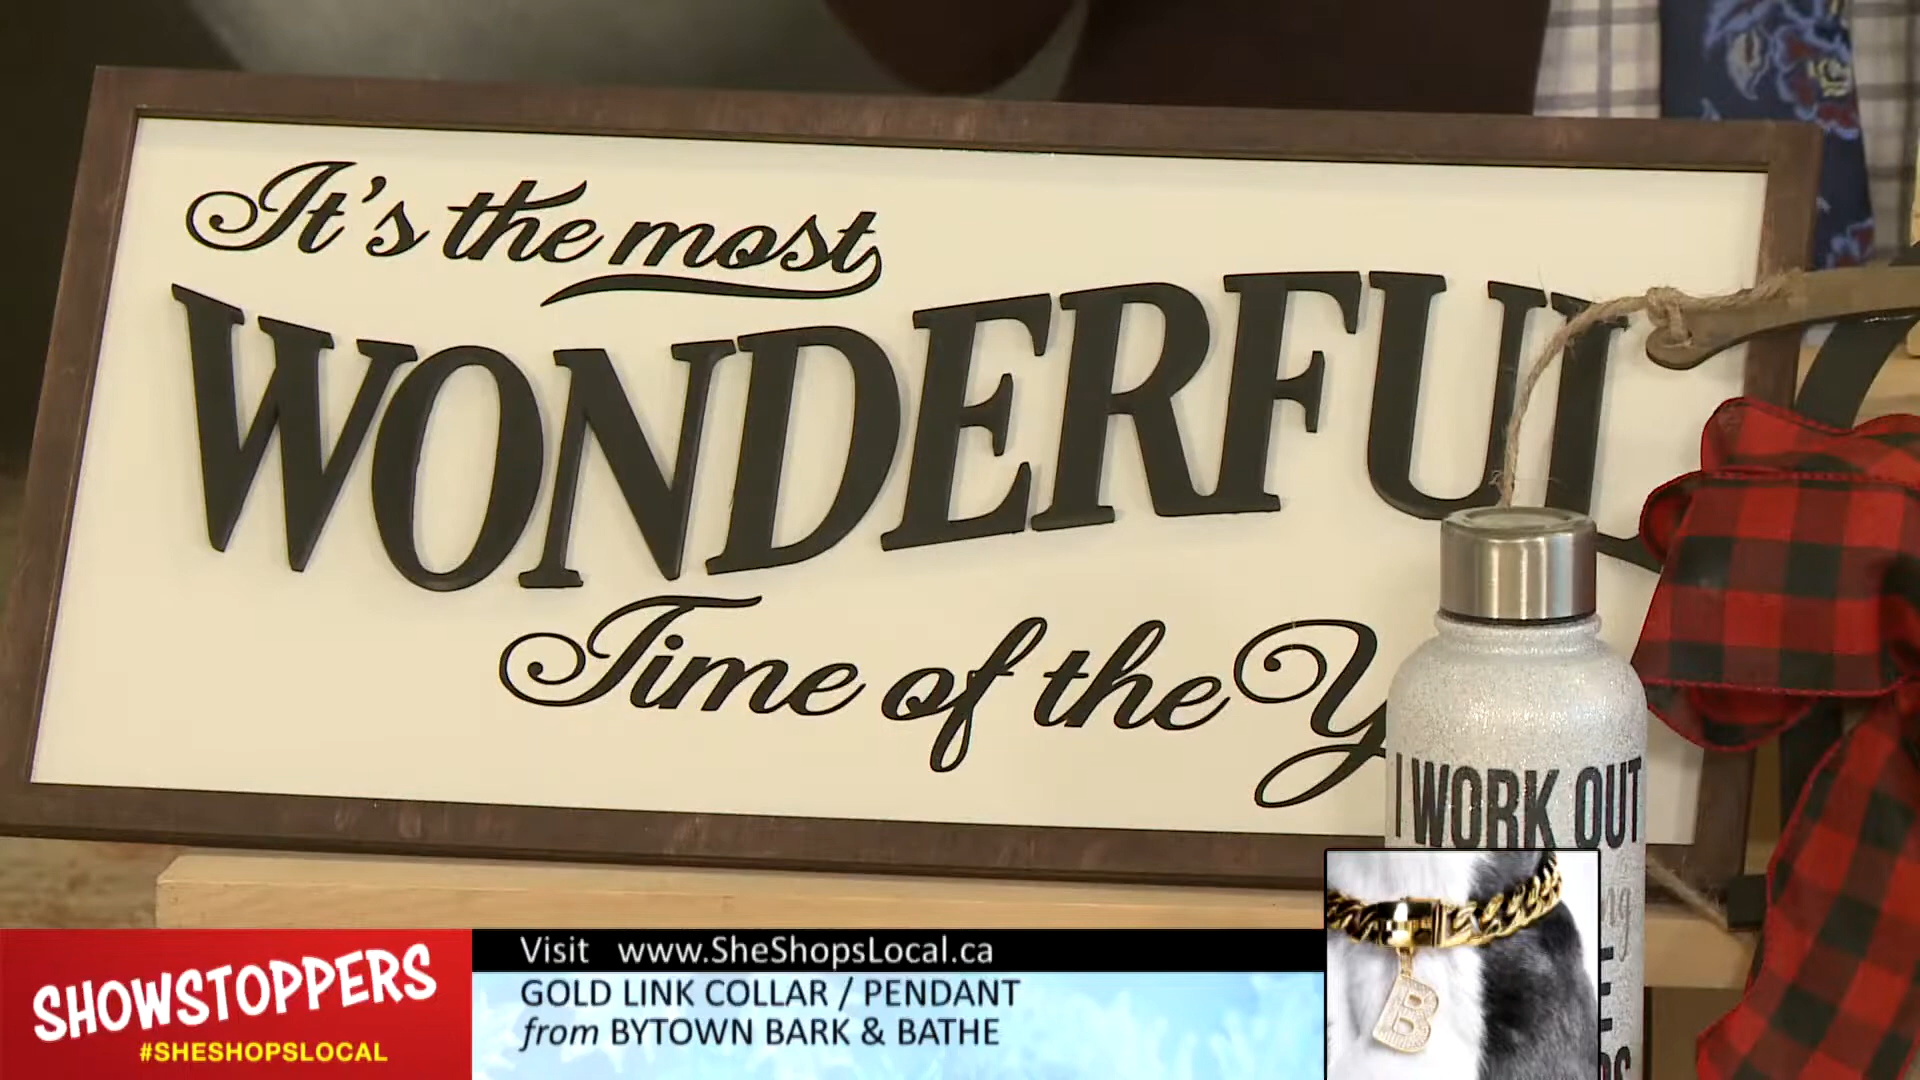 It's the most
WONDERFUL
Time of the Y
I WORK OUT
SHOWSTOPPERS
#SHESHOPSLOCAL
Visit www.SheShopsLocal.ca
GOLD LINK COLLAR / PENDANT
from BYTOWN BARK & BATHE
B